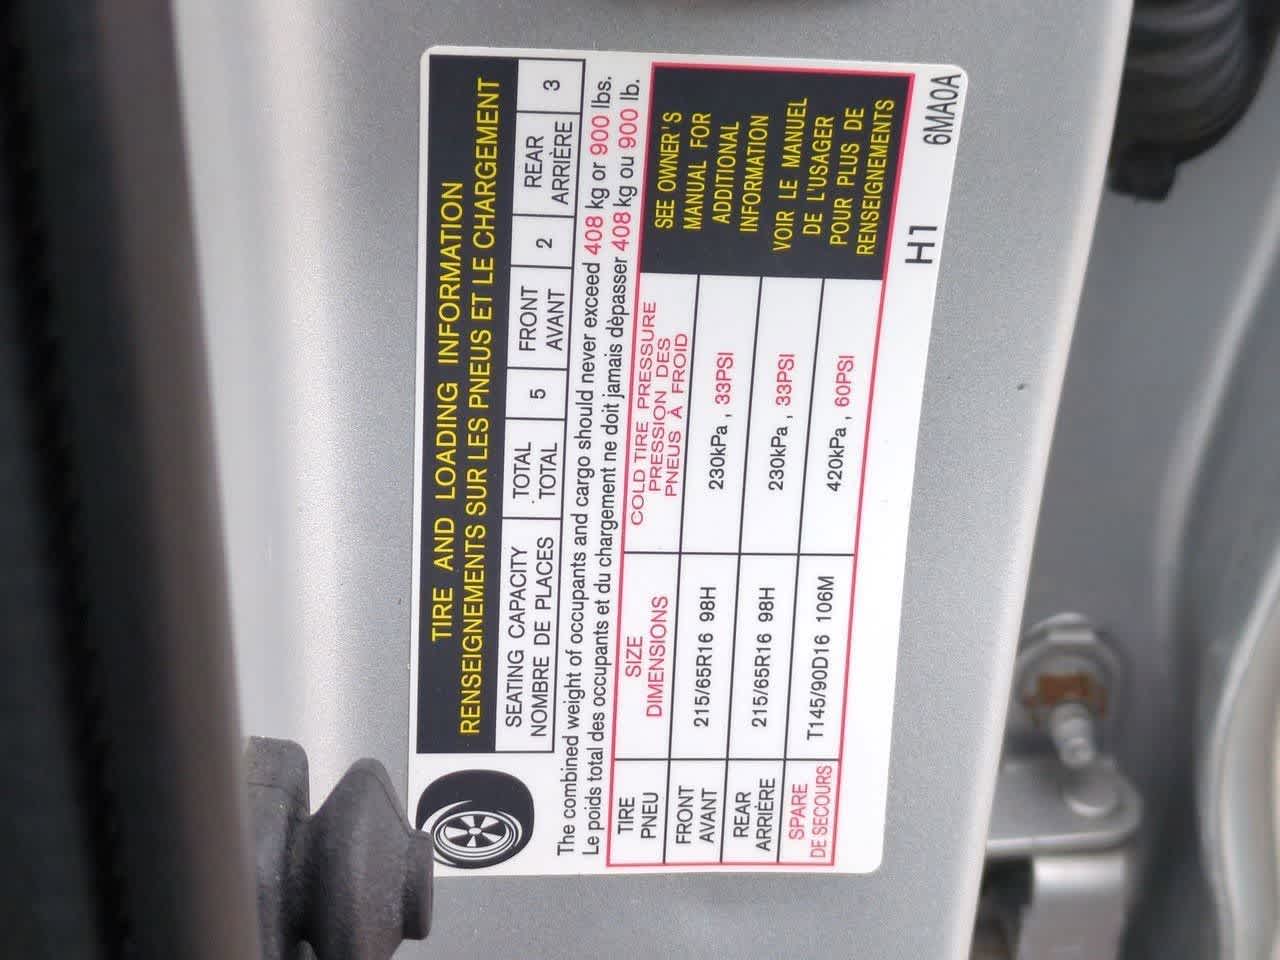 TIRE AND LOADING INFORMATION
RENSEIGNEMENTS SUR LES PNEUS ET LE CHARGEMENT
SEATING CAPACITY
NOMBRE DE PLACES
TOTAL
TOTAL
5
FRONT
AVANT
2
REAR
ARRIÈRE
3
The combined weight of occupants and cargo should never exceed 408 kg or 900 lbs.
Le poids total des occupants et du chargement ne doit jamais dépasser 408 kg ou 900 lb.
TIRE
PNEU
SIZE
DIMENSIONS
COLD TIRE PRESSURE
PRESSION DES
PNEUS À FROID
FRONT
AVANT
215/65R16 98H
230kPa , 33PSI
REAR
ARRIÈRE
215/65R16 98H
230kPa , 33PSI
SPARE
DE SECOURS
T145/90D16 106M
420kPa , 60PSI
SEE OWNER'S
MANUAL FOR
ADDITIONAL
INFORMATION
VOIR LE MANUEL
DE L'USAGER
POUR PLUS DE
RENSEIGNEMENTS
H1 6MA0A